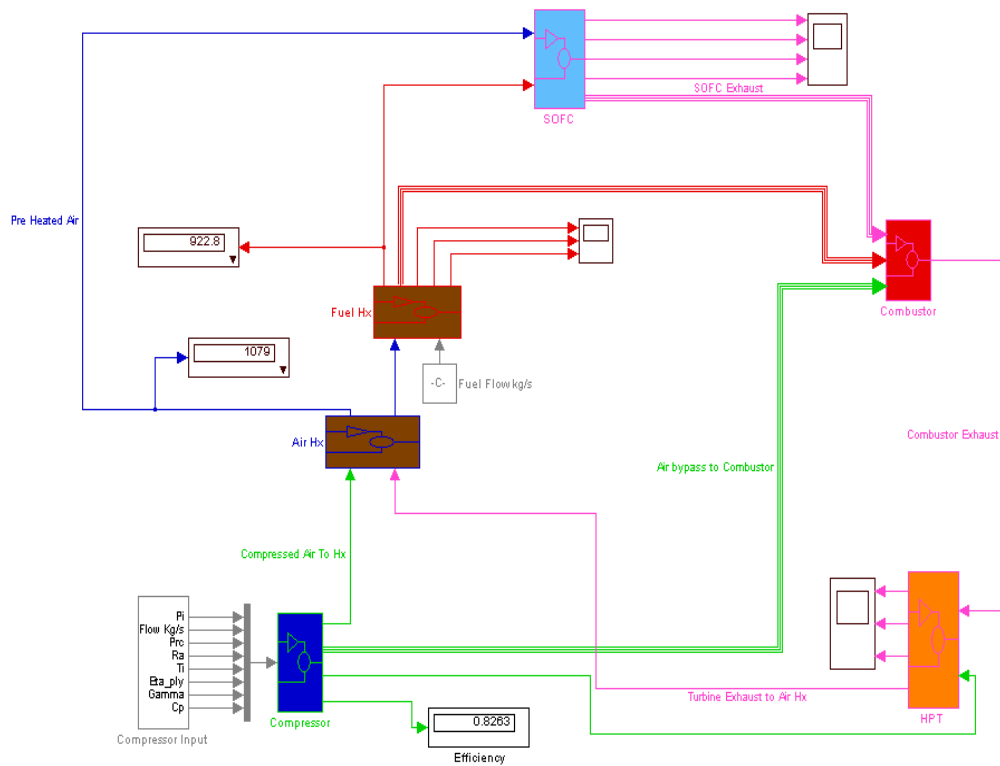 SOFC Exhaust
SOFC
Pre Heated Air
922.8
Fuel Hx
Combustor
1079
-C-
Fuel Flowkg/s
Air Hx
Combustor Exhaust
Air bypass to Combustor
Compressed Air To Hx
Pi
Flow Kg/s
Prc
Ra
Ti
Eta_ply
Gamma
Cp
Compressor Input
Compressor
Turbine Exhaust to Air Hx
HPT
0.8263
Efficiency